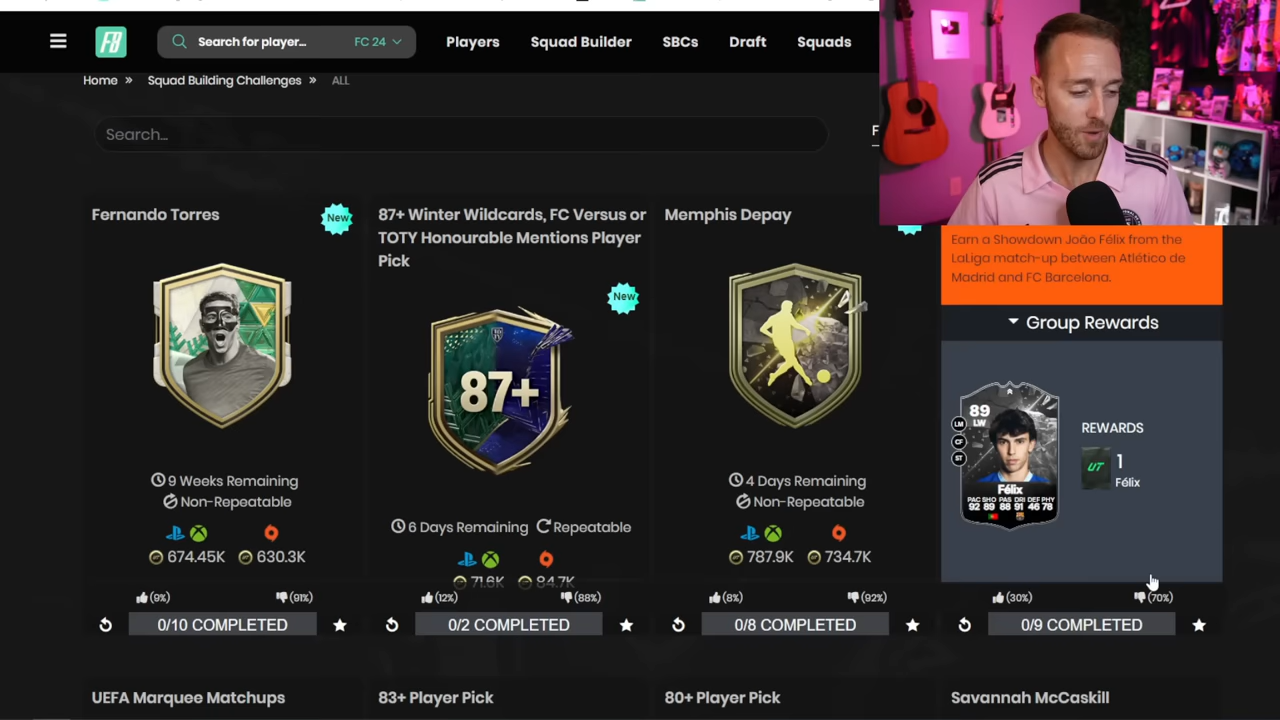 FB
Search for player...
FC 24
Players
Squad Builder
SBCs
Draft
Squads
Home » Squad Building Challenges » ALL
Search...
F
Fernando Torres
New
9 Weeks Remaining
Non-Repeatable
674.45K
630.3K
(9%)
(91%)
0/10 COMPLETED
87+ Winter Wildcards, FC Versus or
TOTY Honourable Mentions Player
Pick
New
87+
6 Days Remaining
Repeatable
71.6K
84.7K
(12%)
(88%)
0/2 COMPLETED
Memphis Depay
4 Days Remaining
Non-Repeatable
787.9K
734.7K
(8%)
(92%)
0/8 COMPLETED
Earn a Showdown João Félix from the
LaLiga match-up between Atlético de
Madrid and FC Barcelona.
Group Rewards
89
LW
LM
CF
ST
Félix
PAC SHO PAS DRI DEF PHY
92 89 88 91 46 78
REWARDS
UT
1
Félix
(30%)
(70%)
0/9 COMPLETED
UEFA Marquee Matchups
83+ Player Pick
80+ Player Pick
Savannah McCaskill